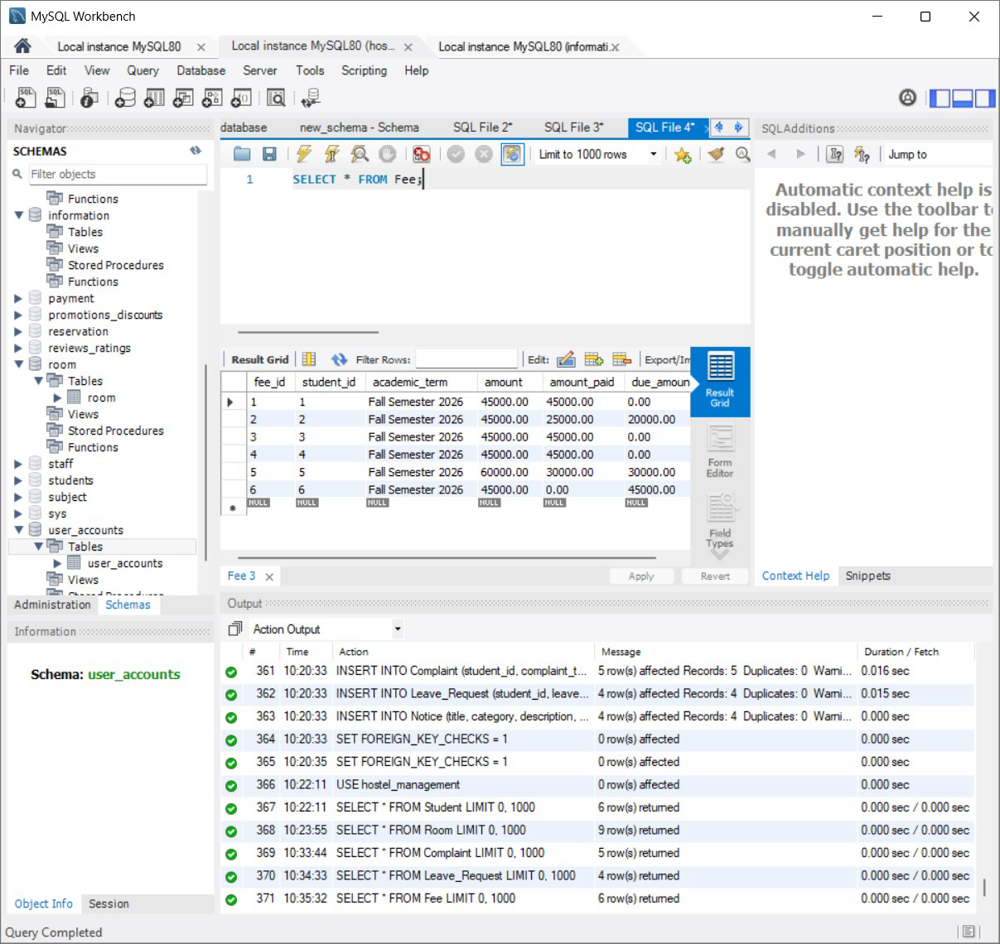 MySQL Workbench
Local instance MySQL80
Local instance MySQL80 (hos...
Local instance MySQL80 (informati...
File Edit View Query Database Server Tools Scripting Help
Navigator
SCHEMAS
Filter objects
Functions
information
Tables
Views
Stored Procedures
Functions
payment
promotions_discounts
reservation
reviews_ratings
room
Tables
room
Views
Stored Procedures
Functions
staff
students
subject
sys
user_accounts
Tables
user_accounts
Views
Stored Procedures
Administration Schemas
Information
Schema: user_accounts
Object Info Session
database new_schema - Schema SQL File 2* SQL File 3* SQL File 4*
Limit to 1000 rows
1 SELECT * FROM Fee;
Result Grid Filter Rows: Edit: Export/Im
fee_id student_id academic_term amount amount_paid due_amoun
1 1 Fall Semester 2026 45000.00 45000.00 0.00
2 2 Fall Semester 2026 45000.00 25000.00 20000.00
3 3 Fall Semester 2026 45000.00 45000.00 0.00
4 4 Fall Semester 2026 45000.00 45000.00 0.00
5 5 Fall Semester 2026 60000.00 30000.00 30000.00
6 6 Fall Semester 2026 45000.00 0.00 45000.00
NULL NULL NULL NULL NULL NULL
Result
Grid
Form
Editor
Field
Types
Fee 3
Apply Revert
SQLAdditions
Jump to
Automatic context help is
disabled. Use the toolbar t
manually get help for the
current caret position or to
toggle automatic help.
Context Help Snippets
Output
Action Output
# Time Action Message Duration / Fetch
361 10:20:33 INSERT INTO Complaint (student_id, complaint_t... 5 row(s) affected Records: 5 Duplicates: 0 Warni... 0.016 sec
362 10:20:33 INSERT INTO Leave_Request (student_id, leave... 4 row(s) affected Records: 4 Duplicates: 0 Warni... 0.015 sec
363 10:20:33 INSERT INTO Notice (title, category, description, ... 4 row(s) affected Records: 4 Duplicates: 0 Warni... 0.000 sec
364 10:20:33 SET FOREIGN_KEY_CHECKS = 1 0 row(s) affected 0.000 sec
365 10:20:35 SET FOREIGN_KEY_CHECKS = 1 0 row(s) affected 0.000 sec
366 10:22:11 USE hostel_management 0 row(s) affected 0.000 sec
367 10:22:11 SELECT * FROM Student LIMIT 0, 1000 6 row(s) returned 0.000 sec / 0.000 sec
368 10:23:55 SELECT * FROM Room LIMIT 0, 1000 9 row(s) returned 0.000 sec / 0.000 sec
369 10:33:44 SELECT * FROM Complaint LIMIT 0, 1000 5 row(s) returned 0.000 sec / 0.000 sec
370 10:34:33 SELECT * FROM Leave_Request LIMIT 0, 1000 4 row(s) returned 0.000 sec / 0.000 sec
371 10:35:32 SELECT * FROM Fee LIMIT 0, 1000 6 row(s) returned 0.000 sec / 0.000 sec
Query Completed